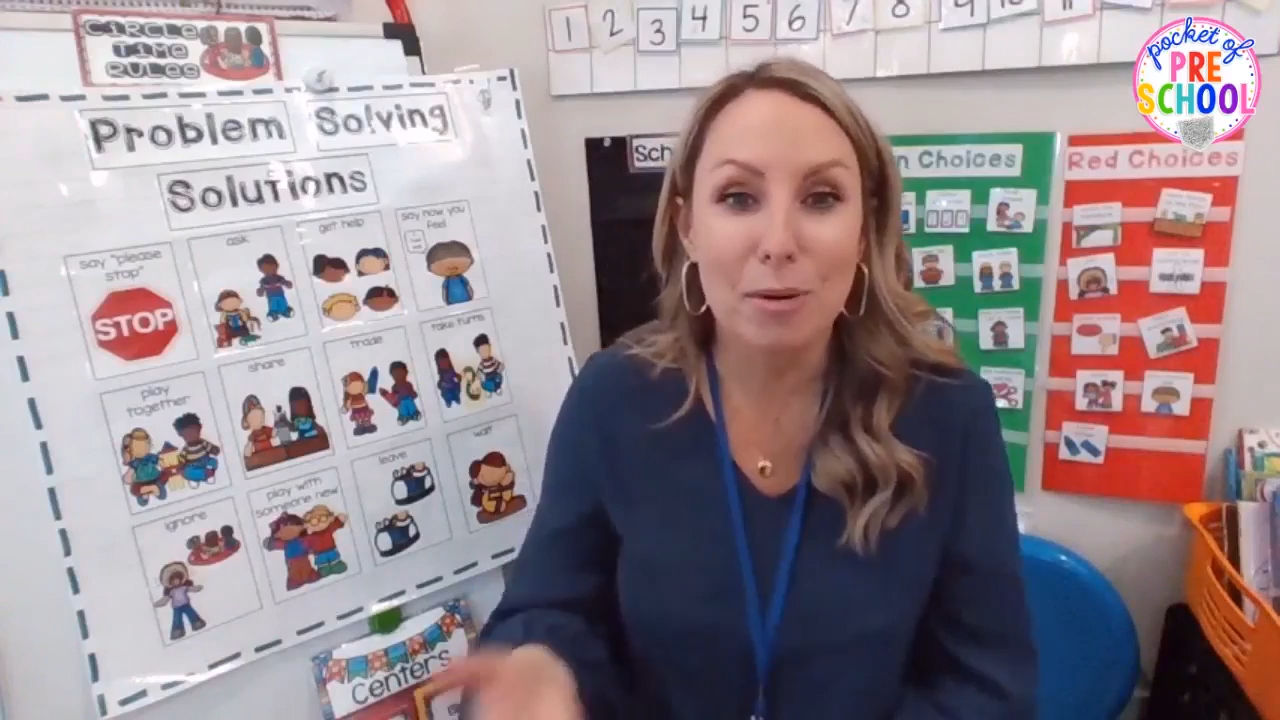 CIRCLE
TIME
RULES
Problem Solving
Solutions
say "please
stop"
STOP
ask
get help
say how you
feel
play
together
share
trade
take turns
ignore
play with
someone new
leave
wait
Centers
1 2 3 4 5 6 7 8 9 10 11
Sch
n Choices
Red Choices
pocket of
PRE
SCHOOL